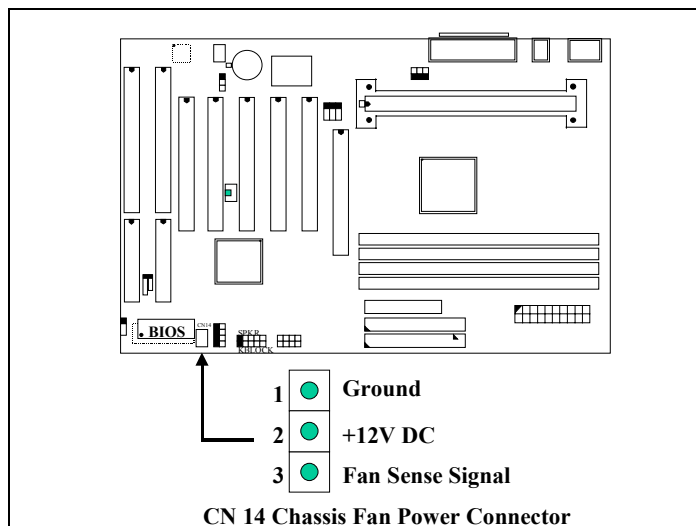 BIOS
CN14
SPKR
KBLOCK
1 Ground
2 +12V DC
3 Fan Sense Signal
CN 14 Chassis Fan Power Connector